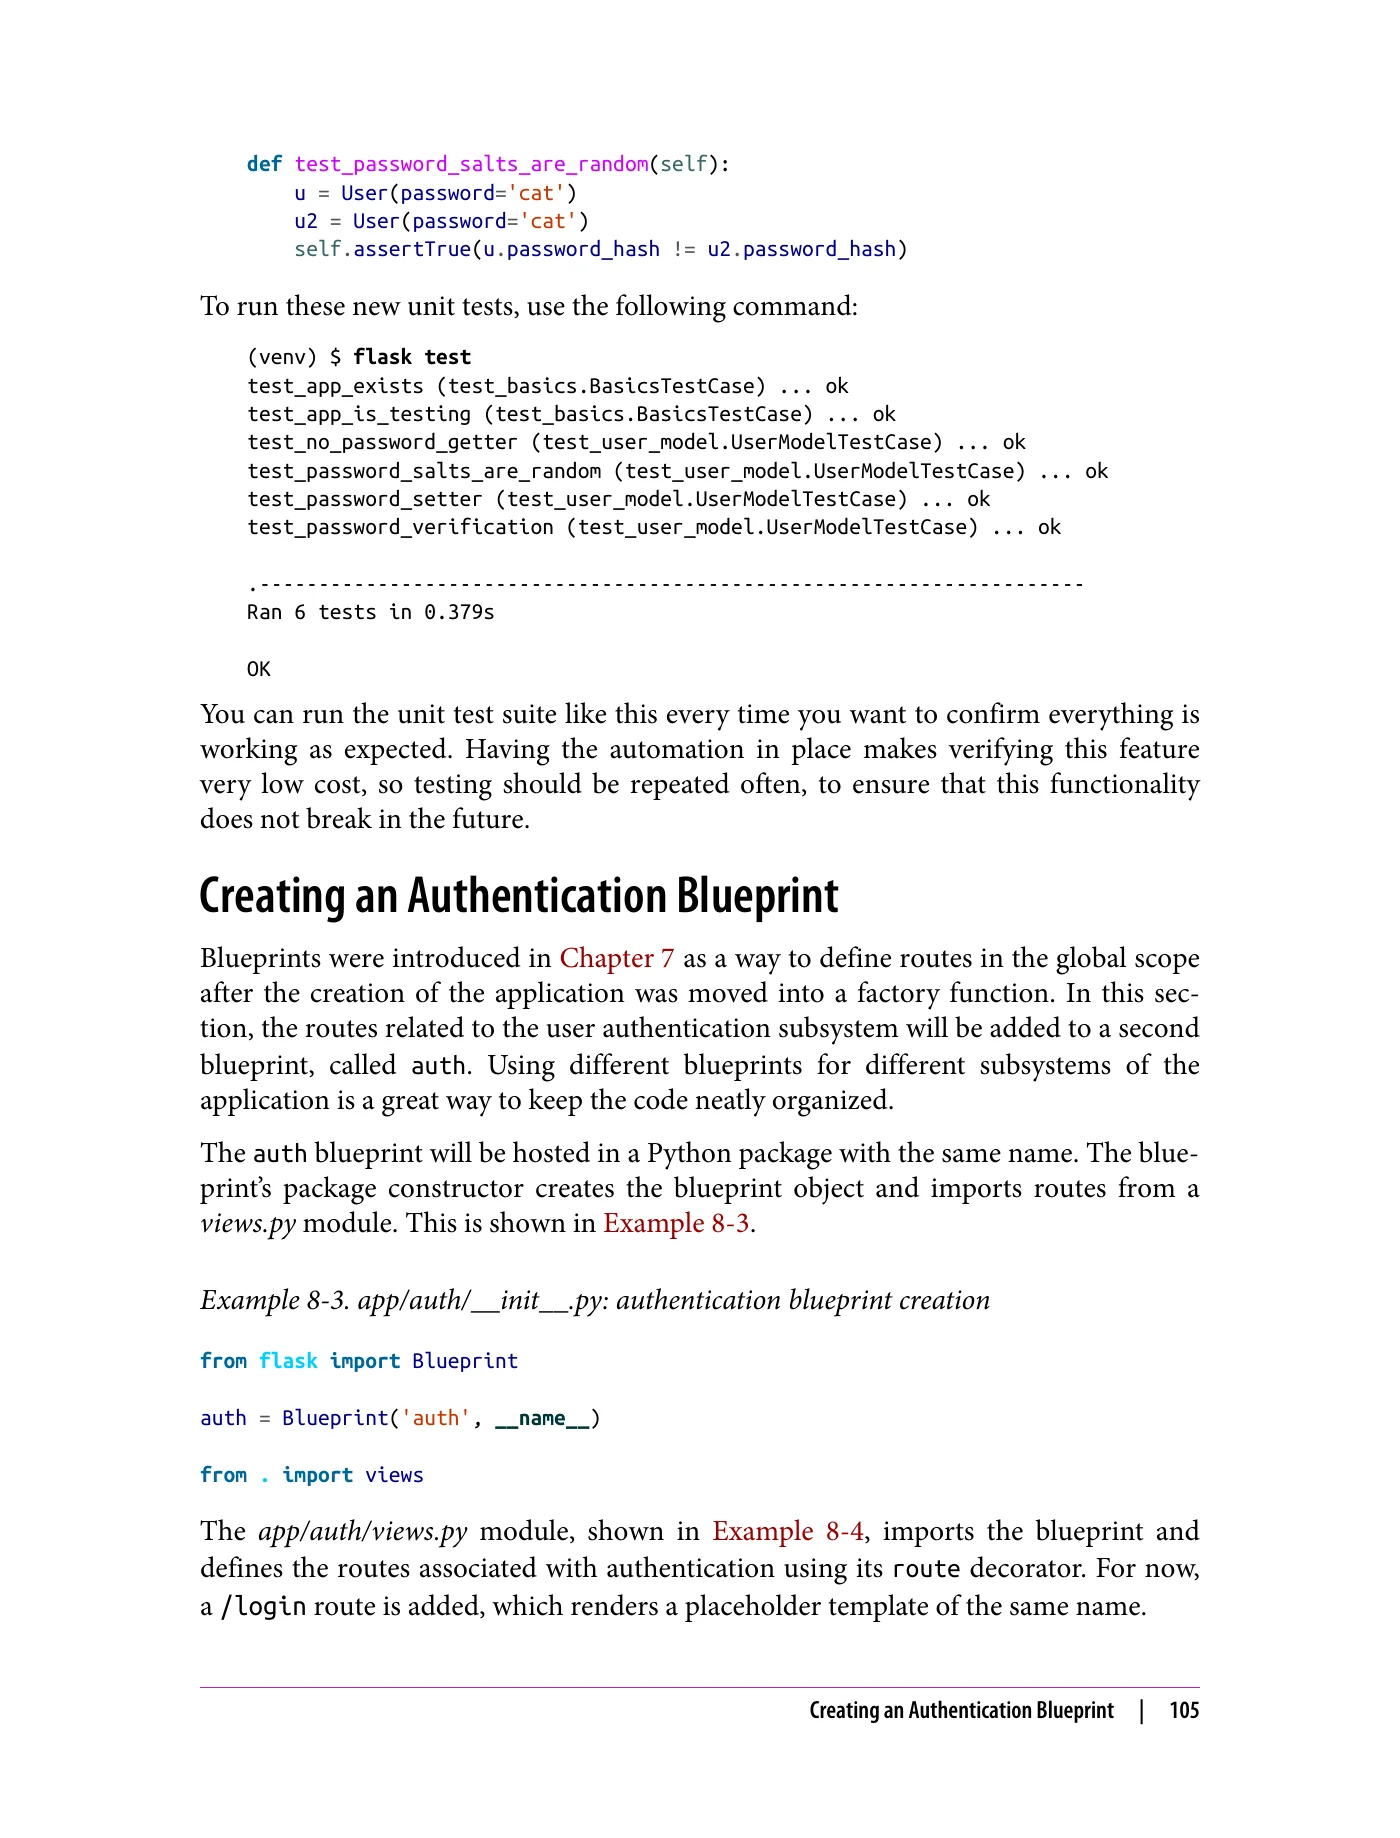 def test_password_salts_are_random(self):
    u = User(password='cat')
    u2 = User(password='cat')
    self.assertTrue(u.password_hash != u2.password_hash)
To run these new unit tests, use the following command:
(venv) $ flask test
test_app_exists (test_basics.BasicsTestCase) ... ok
test_app_is_testing (test_basics.BasicsTestCase) ... ok
test_no_password_getter (test_user_model.UserModelTestCase) ... ok
test_password_salts_are_random (test_user_model.UserModelTestCase) ... ok
test_password_setter (test_user_model.UserModelTestCase) ... ok
test_password_verification (test_user_model.UserModelTestCase) ... ok
.----------------------------------------------------------------------
Ran 6 tests in 0.379s
OK
You can run the unit test suite like this every time you want to confirm everything is
working as expected. Having the automation in place makes verifying this feature
very low cost, so testing should be repeated often, to ensure that this functionality
does not break in the future.
Creating an Authentication Blueprint
Blueprints were introduced in Chapter 7 as a way to define routes in the global scope
after the creation of the application was moved into a factory function. In this sec-
tion, the routes related to the user authentication subsystem will be added to a second
blueprint, called auth. Using different blueprints for different subsystems of the
application is a great way to keep the code neatly organized.
The auth blueprint will be hosted in a Python package with the same name. The blue-
print’s package constructor creates the blueprint object and imports routes from a
views.py module. This is shown in Example 8-3.
Example 8-3. app/auth/__init__.py: authentication blueprint creation
from flask import Blueprint
auth = Blueprint('auth', __name__)
from . import views
The app/auth/views.py module, shown in Example 8-4, imports the blueprint and
defines the routes associated with authentication using its route decorator. For now,
a /login route is added, which renders a placeholder template of the same name.
Creating an Authentication Blueprint | 105